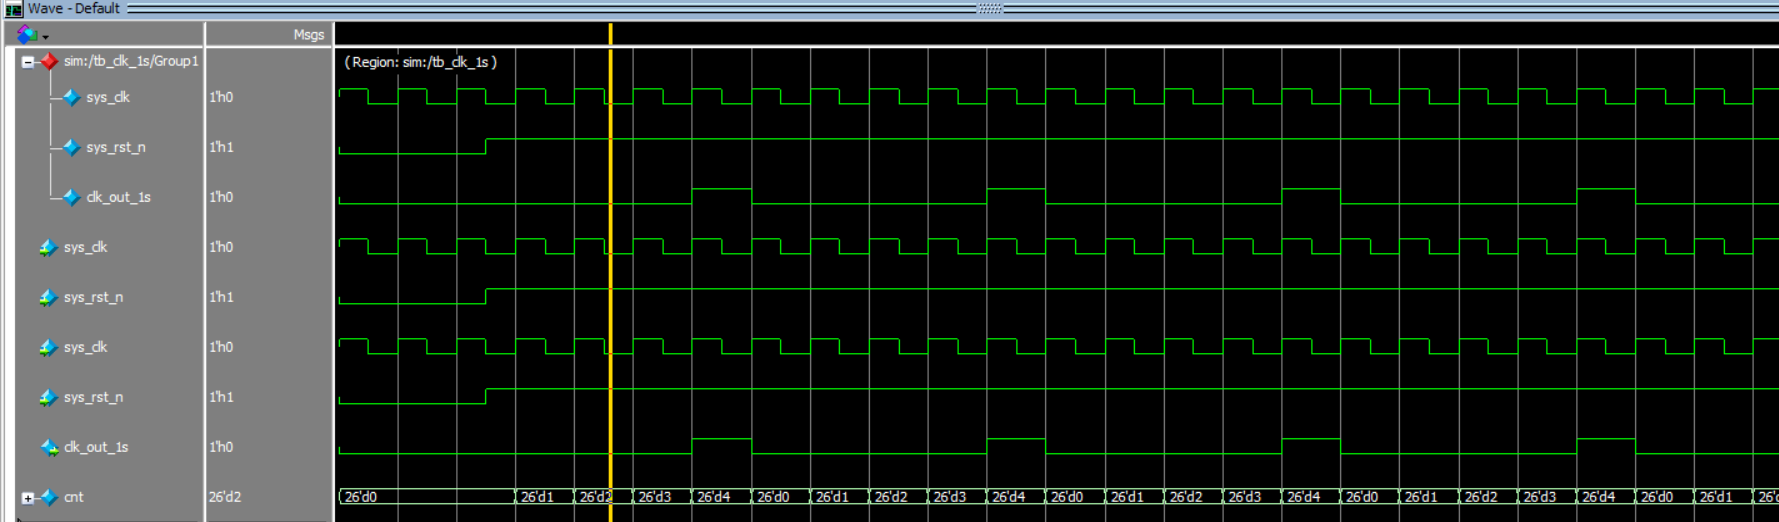 Wave - Default
Msgs
sim:/tb_clk_1s/Group1
(Region: sim:/tb_clk_1s )
sys_clk 1'h0
sys_rst_n 1'h1
clk_out_1s 1'h0
sys_clk 1'h0
sys_rst_n 1'h1
sys_clk 1'h0
sys_rst_n 1'h1
clk_out_1s 1'h0
cnt 26'd2 26'd0 26'd1 26'd2 26'd3 26'd4 26'd0 26'd1 26'd2 26'd3 26'd4 26'd0 26'd1 26'd2 26'd3 26'd4 26'd0 26'd1 26'd2 26'd3 26'd4 26'd0 26'd1